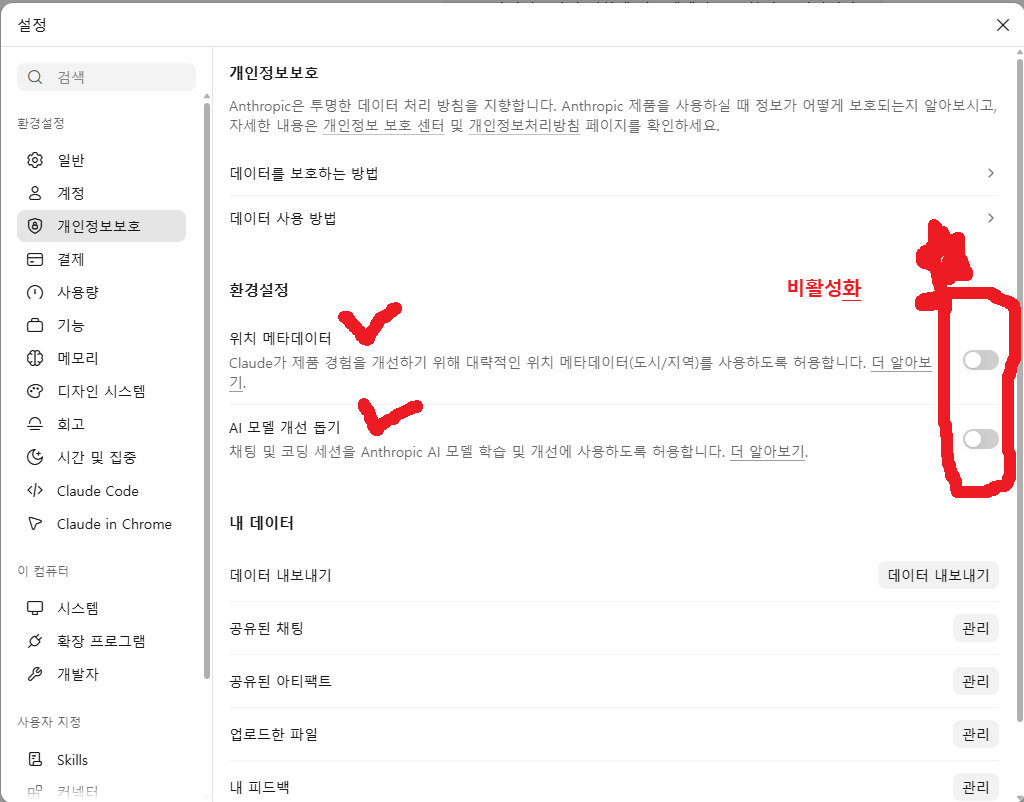 설정
검색
환경설정
일반
계정
개인정보보호
결제
사용량
기능
메모리
디자인 시스템
회고
시간 및 집중
Claude Code
Claude in Chrome
이 컴퓨터
시스템
확장 프로그램
개발자
사용자 지정
Skills
커넥터
개인정보보호
Anthropic은 투명한 데이터 처리 방침을 지향합니다. Anthropic 제품을 사용하실 때 정보가 어떻게 보호되는지 알아보시고,
자세한 내용은 개인정보 보호 센터 및 개인정보처리방침 페이지를 확인하세요.
데이터를 보호하는 방법
데이터 사용 방법
환경설정
비활성화
위치 메타데이터
Claude가 제품 경험을 개선하기 위해 대략적인 위치 메타데이터(도시/지역)를 사용하도록 허용합니다. 더 알아보
기.
AI 모델 개선 돕기
채팅 및 코딩 세션을 Anthropic AI 모델 학습 및 개선에 사용하도록 허용합니다. 더 알아보기.
내 데이터
데이터 내보내기
데이터 내보내기
공유된 채팅
관리
공유된 아티팩트
관리
업로드한 파일
관리
내 피드백
관리